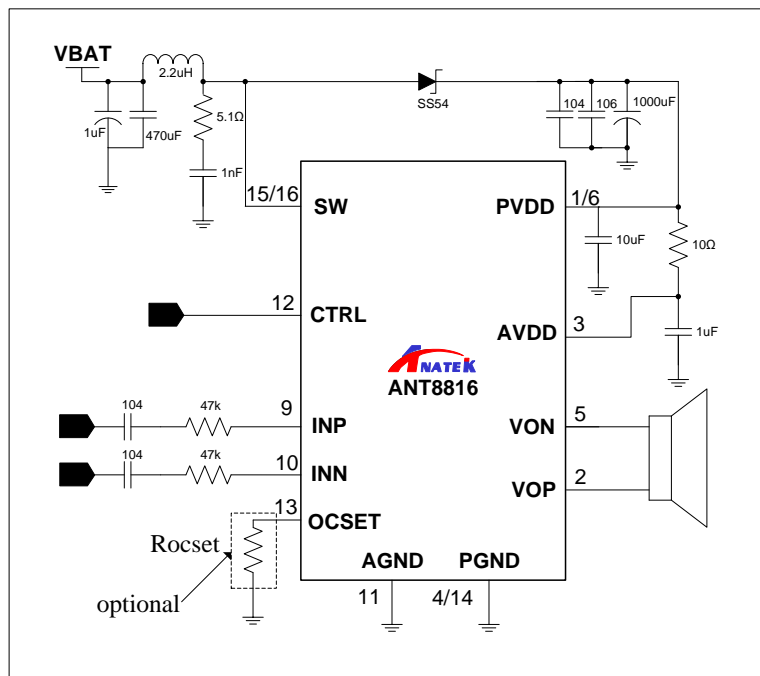 VBAT
2.2uH
1uF
470uF
5.1Ω
1nF
SS54
104
106
1000uF
15/16
SW
PVDD
1/6
10uF
10Ω
12
CTRL
AVDD
3
1uF
ANATEK
ANT8816
104
47k
9
INP
VON
5
104
47k
10
INN
VOP
2
13
OCSET
Rocset
optional
AGND
PGND
11
4/14